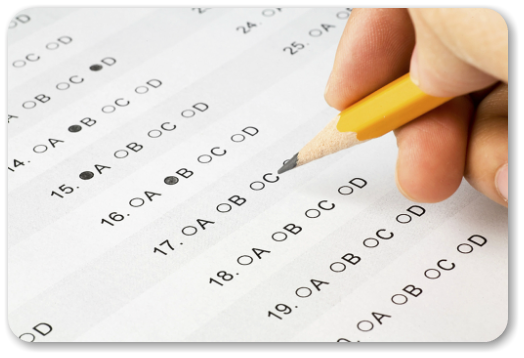 D
C D
A B C D
14. A B C D
15. A B C D
16. A B C D
17. A B C
18. A B C D
19. A B C D
A B C D
D
24.
25. A